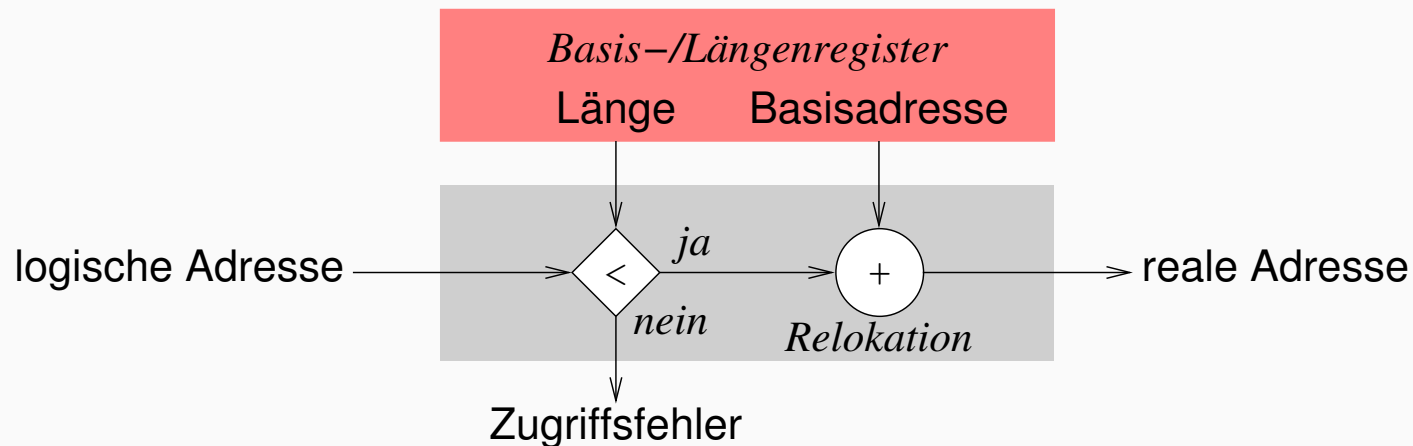 Basis−/Längenregister
Länge Basisadresse
ja
logische Adresse < + reale Adresse
nein
Relokation
Zugriffsfehler